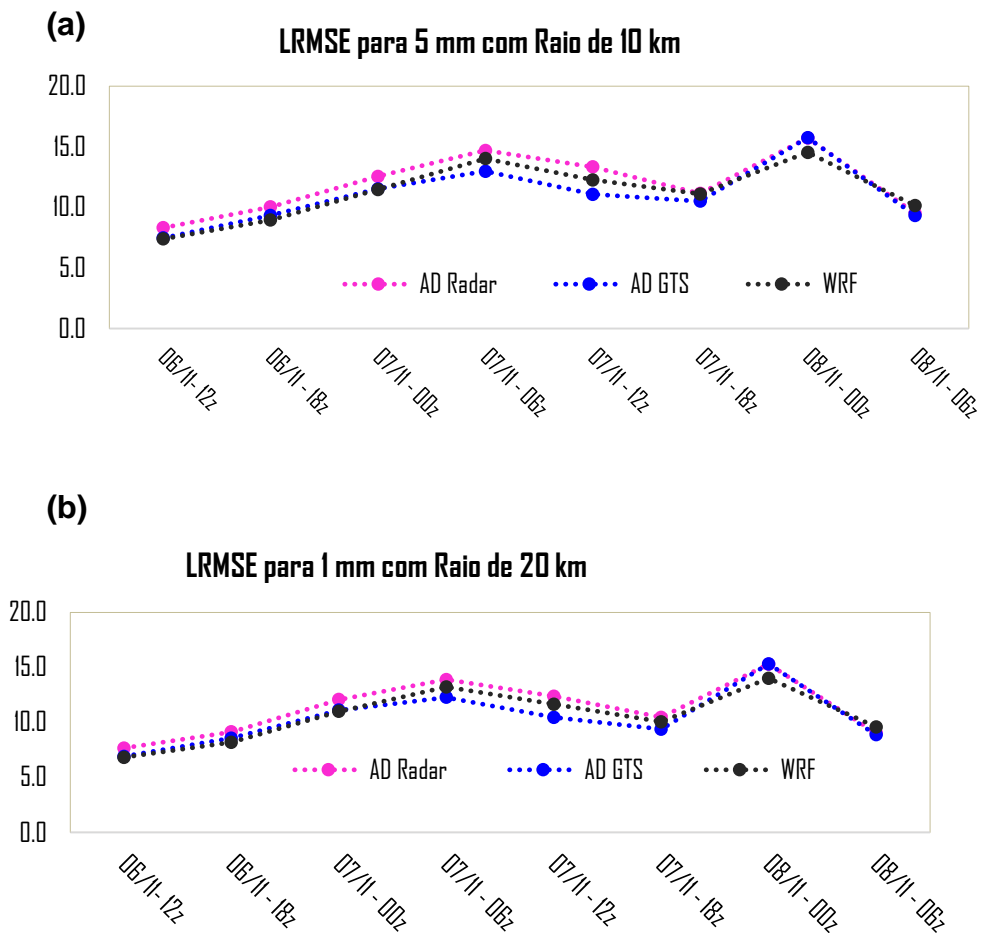 (a)
LRMSE para 5 mm com Raio de 10 km
20.0
15.0
10.0
5.0
0.0
AD Radar AD GTS WRF
06/11 - 12z
06/11 - 18z
07/11 - 00z
07/11 - 06z
07/11 - 12z
07/11 - 18z
08/11 - 00z
08/11 - 06z
(b)
LRMSE para 1 mm com Raio de 20 km
20.0
15.0
10.0
5.0
0.0
AD Radar AD GTS WRF
06/11 - 12z
06/11 - 18z
07/11 - 00z
07/11 - 06z
07/11 - 12z
07/11 - 18z
08/11 - 00z
08/11 - 06z